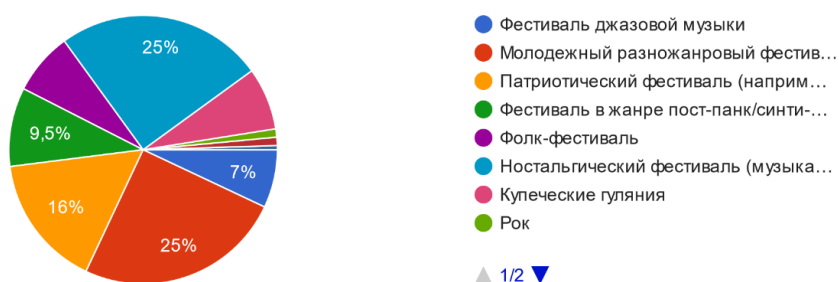 25%
9,5%
16%
25%
7%
Фестиваль джазовой музыки
Молодежный разножанровый фестив...
Патриотический фестиваль (наприм...
Фестиваль в жанре пост-панк/синти-...
Фолк-фестиваль
Ностальгический фестиваль (музыка...
Купеческие гуляния
Рок
1/2